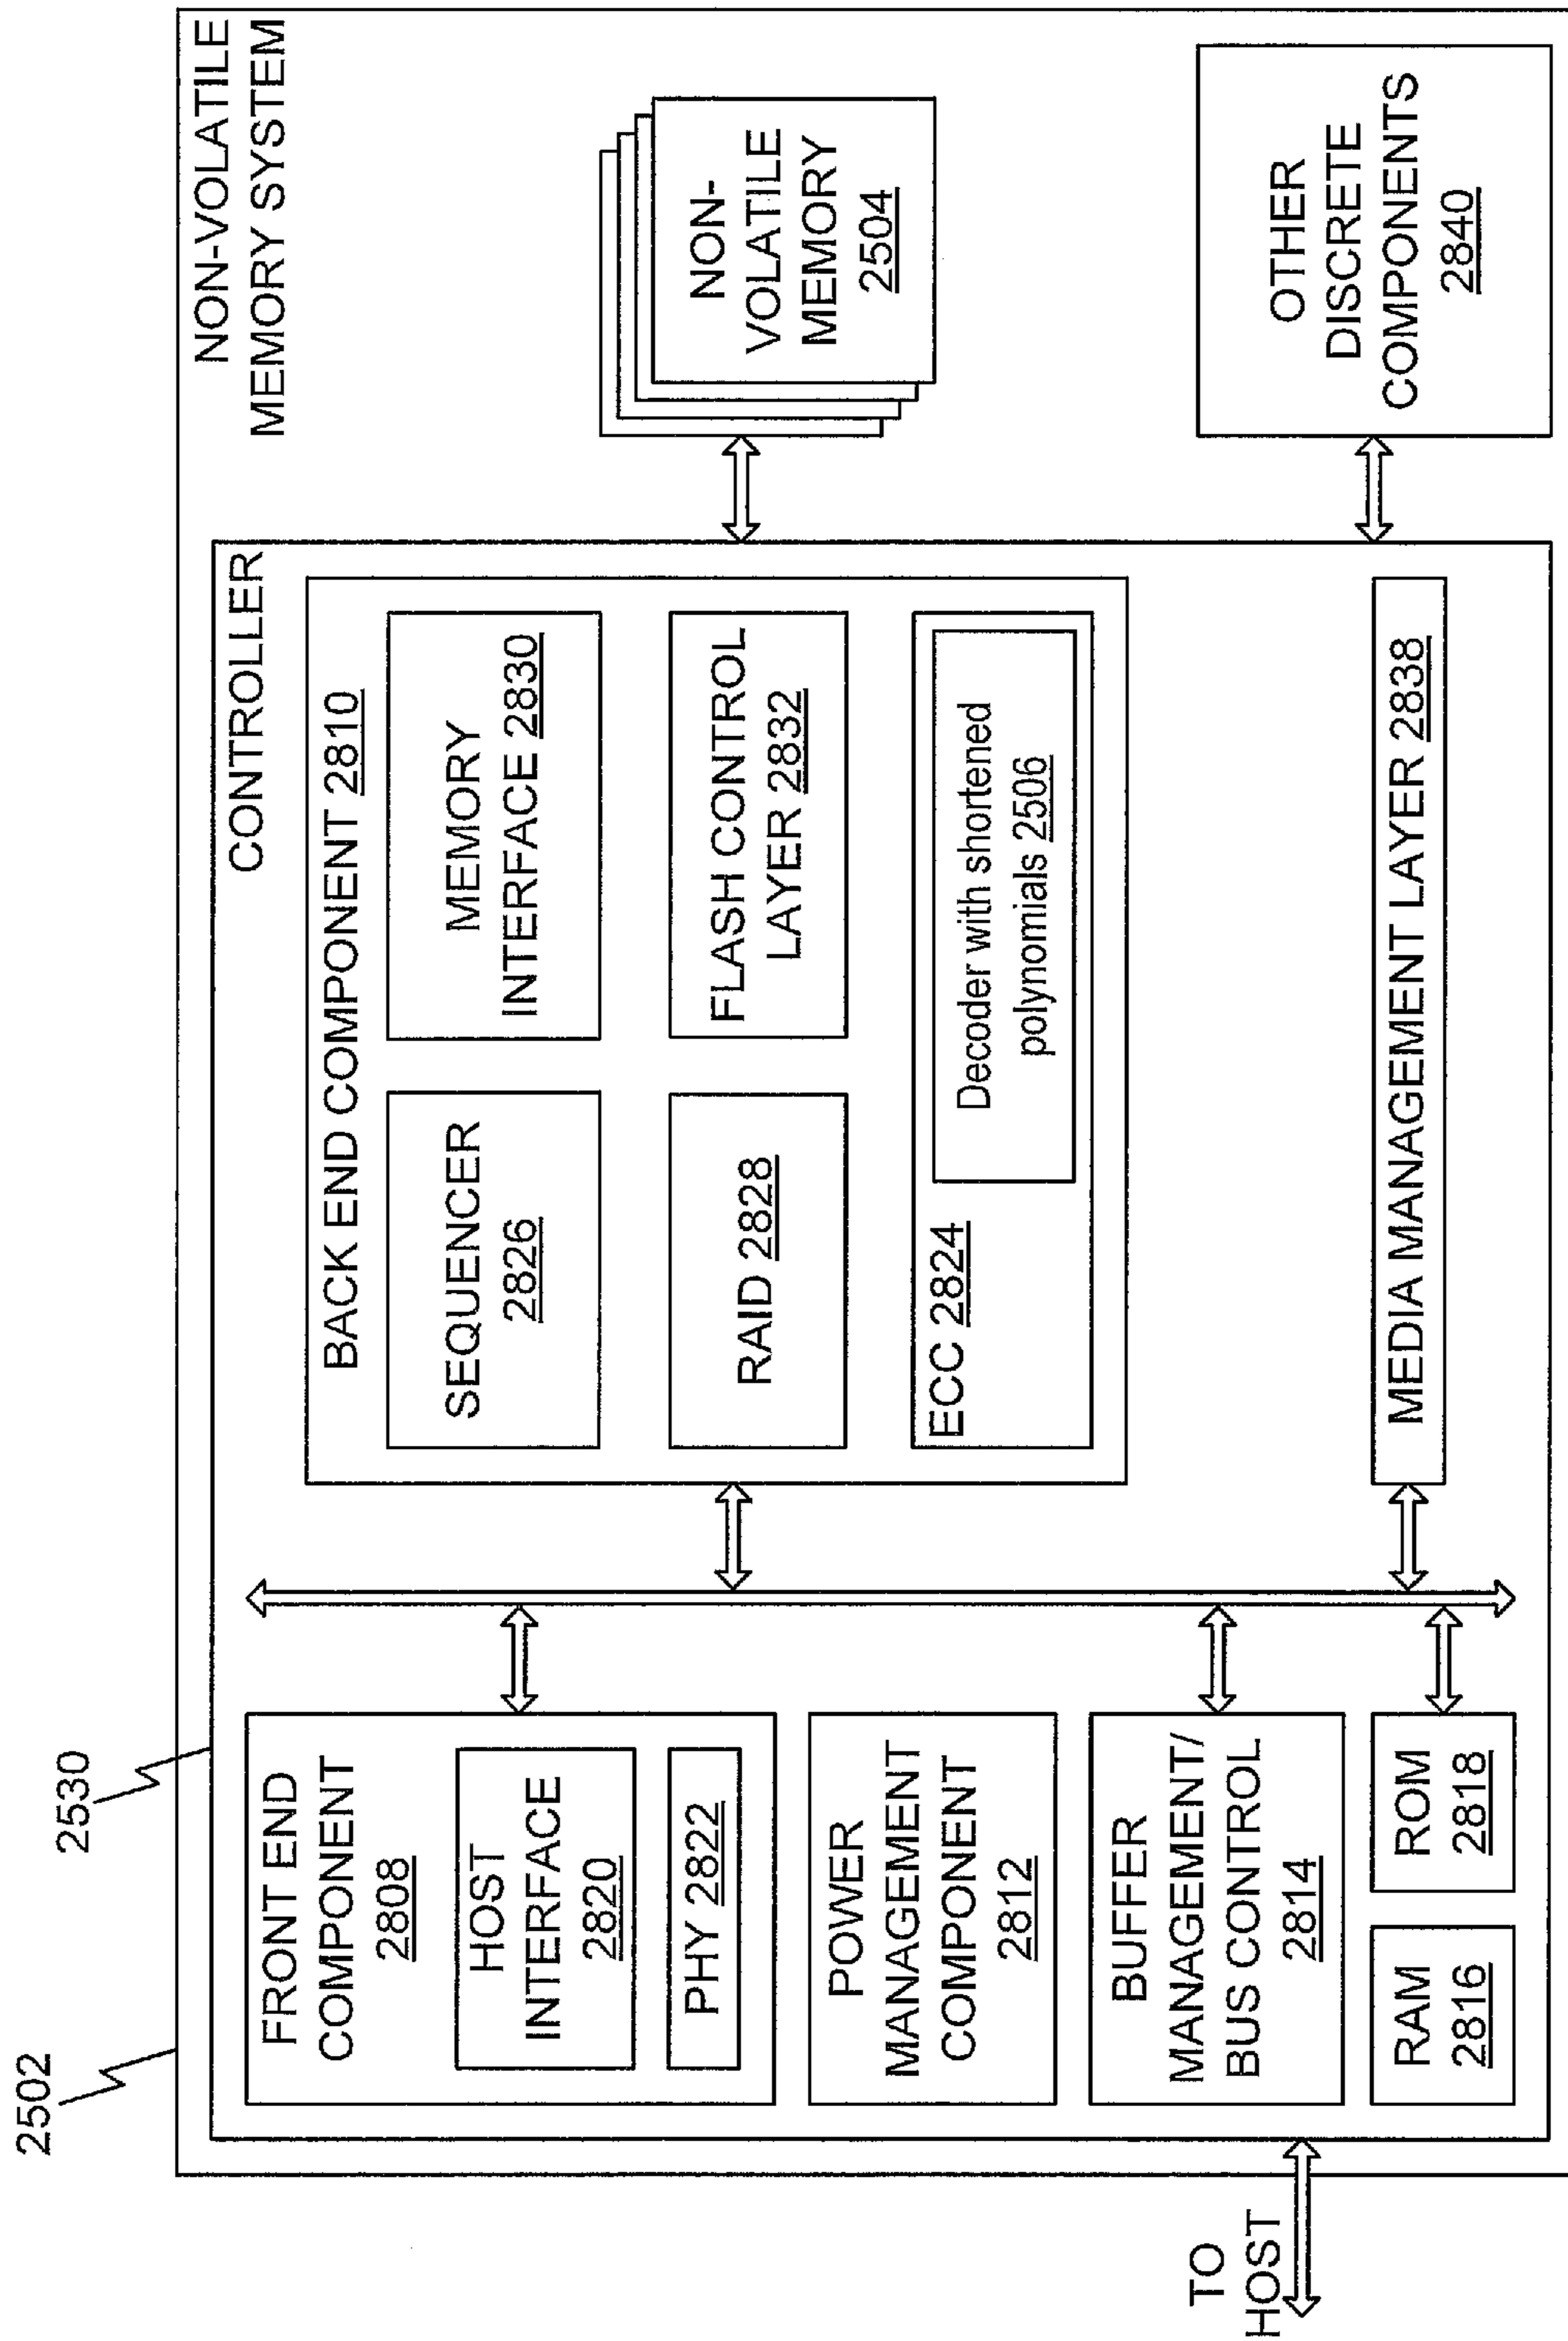 2502
2530
NON-VOLATILE
MEMORY SYSTEM
CONTROLLER
FRONT END
COMPONENT
2808
HOST
INTERFACE
2820
PHY 2822
POWER
MANAGEMENT
COMPONENT
2812
BUFFER
MANAGEMENT/
BUS CONTROL
2814
RAM
2816
ROM
2818
BACK END COMPONENT 2810
SEQUENCER
2826
MEMORY
INTERFACE 2830
RAID 2828
FLASH CONTROL
LAYER 2832
ECC 2824
Decoder with shortened
polynomials 2506
MEDIA MANAGEMENT LAYER 2838
NON-
VOLATILE
MEMORY
2504
OTHER
DISCRETE
COMPONENTS
2840
TO
HOST